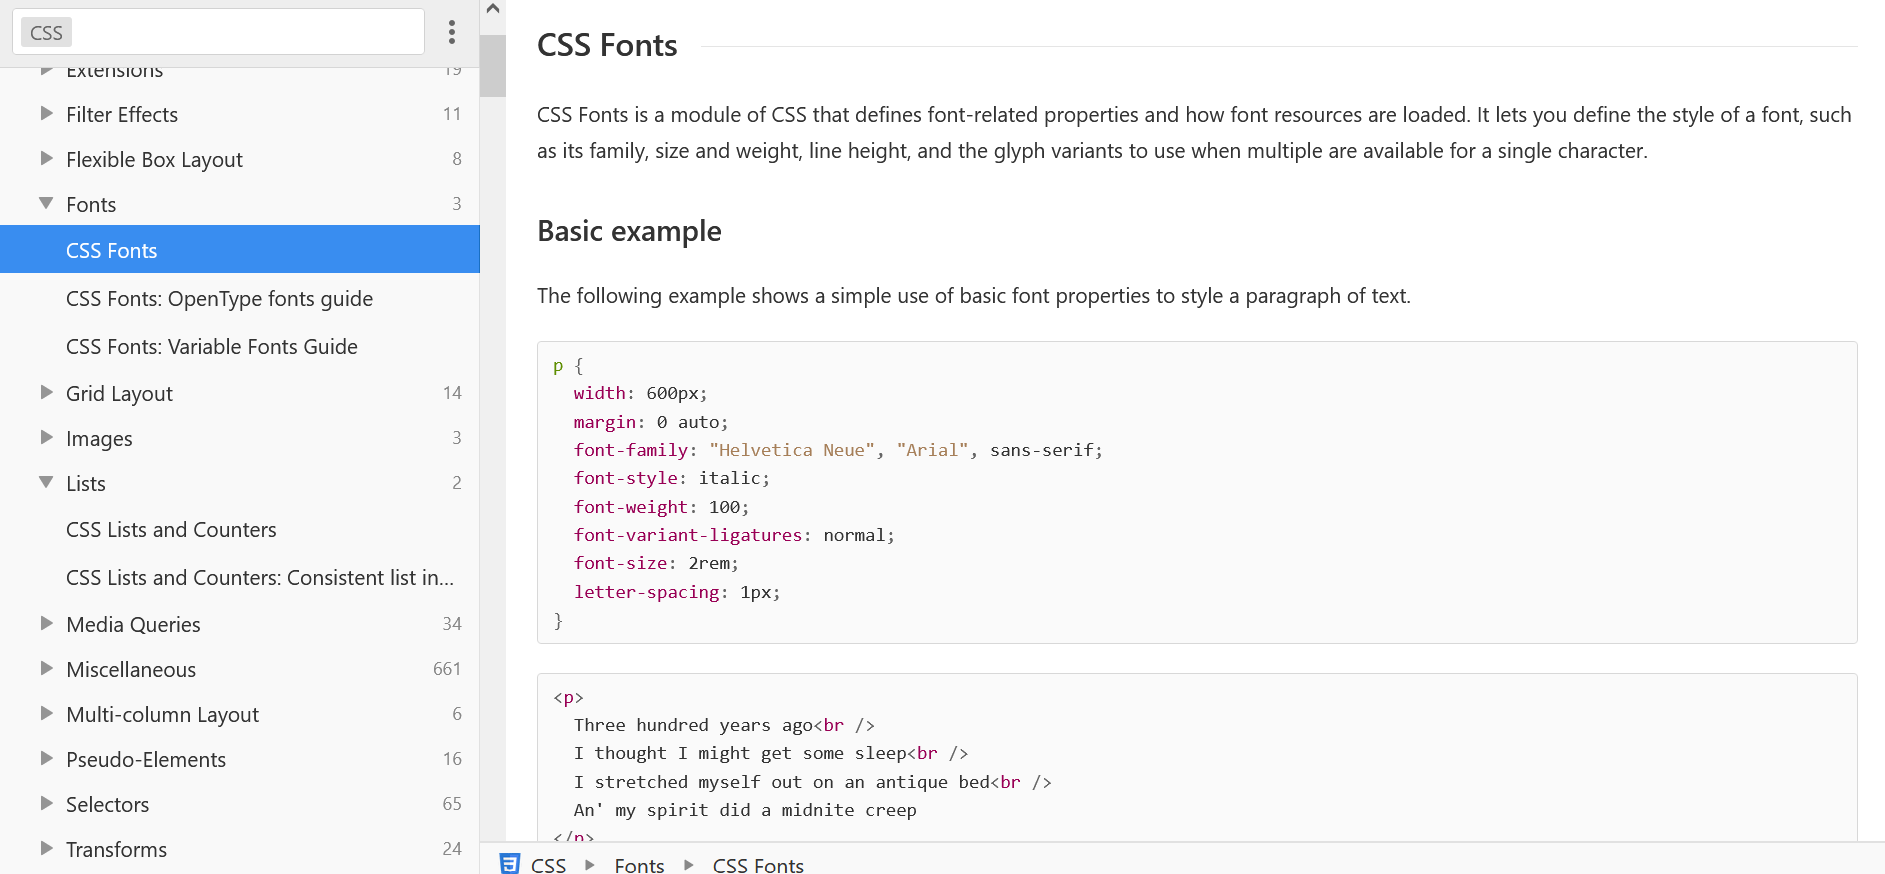 CSS
Extensions 19
Filter Effects 11
Flexible Box Layout 8
Fonts 3
CSS Fonts
CSS Fonts: OpenType fonts guide
CSS Fonts: Variable Fonts Guide
Grid Layout 14
Images 3
Lists 2
CSS Lists and Counters
CSS Lists and Counters: Consistent list in...
Media Queries 34
Miscellaneous 661
Multi-column Layout 6
Pseudo-Elements 16
Selectors 65
Transforms 24
CSS Fonts
CSS Fonts is a module of CSS that defines font-related properties and how font resources are loaded. It lets you define the style of a font, such
as its family, size and weight, line height, and the glyph variants to use when multiple are available for a single character.
Basic example
The following example shows a simple use of basic font properties to style a paragraph of text.
p {
  width: 600px;
  margin: 0 auto;
  font-family: "Helvetica Neue", "Arial", sans-serif;
  font-style: italic;
  font-weight: 100;
  font-variant-ligatures: normal;
  font-size: 2rem;
  letter-spacing: 1px;
}
<p>
  Three hundred years ago<br />
  I thought I might get some sleep<br />
  I stretched myself out on an antique bed<br />
  An' my spirit did a midnite creep
</p>
CSS Fonts CSS Fonts